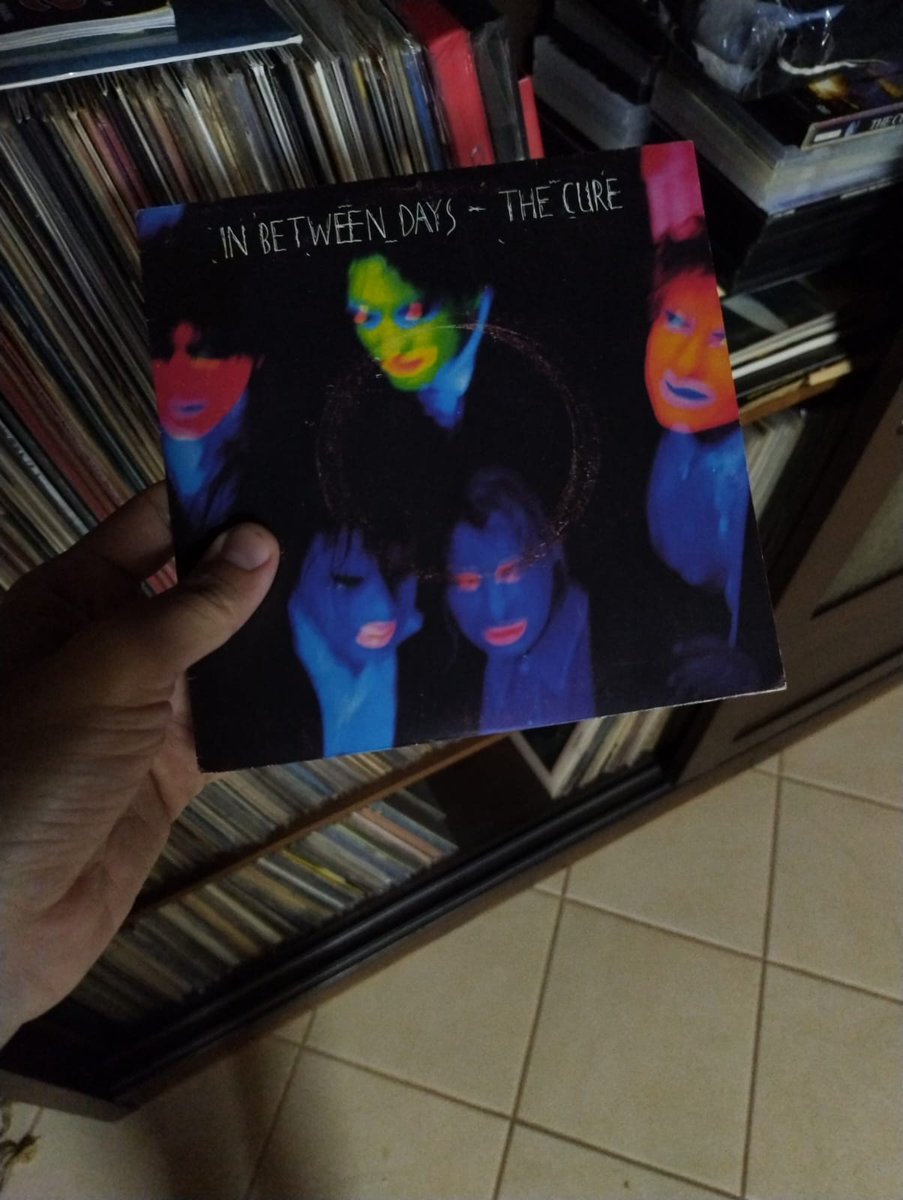 IN BETWEEN DAYS - THE CURE